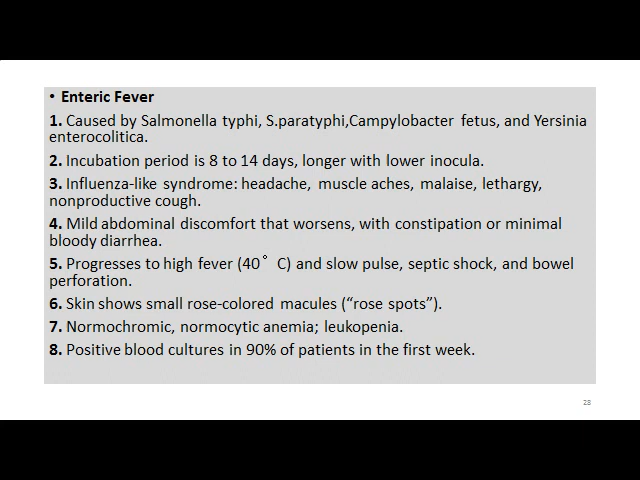 • Enteric Fever
1. Caused by Salmonella typhi, S.paratyphi,Campylobacter fetus, and Yersinia
enterocolitica.
2. Incubation period is 8 to 14 days, longer with lower inocula.
3. Influenza-like syndrome: headache, muscle aches, malaise, lethargy,
nonproductive cough.
4. Mild abdominal discomfort that worsens, with constipation or minimal
bloody diarrhea.
5. Progresses to high fever (40° C) and slow pulse, septic shock, and bowel
perforation.
6. Skin shows small rose-colored macules (“rose spots”).
7. Normochromic, normocytic anemia; leukopenia.
8. Positive blood cultures in 90% of patients in the first week.
28